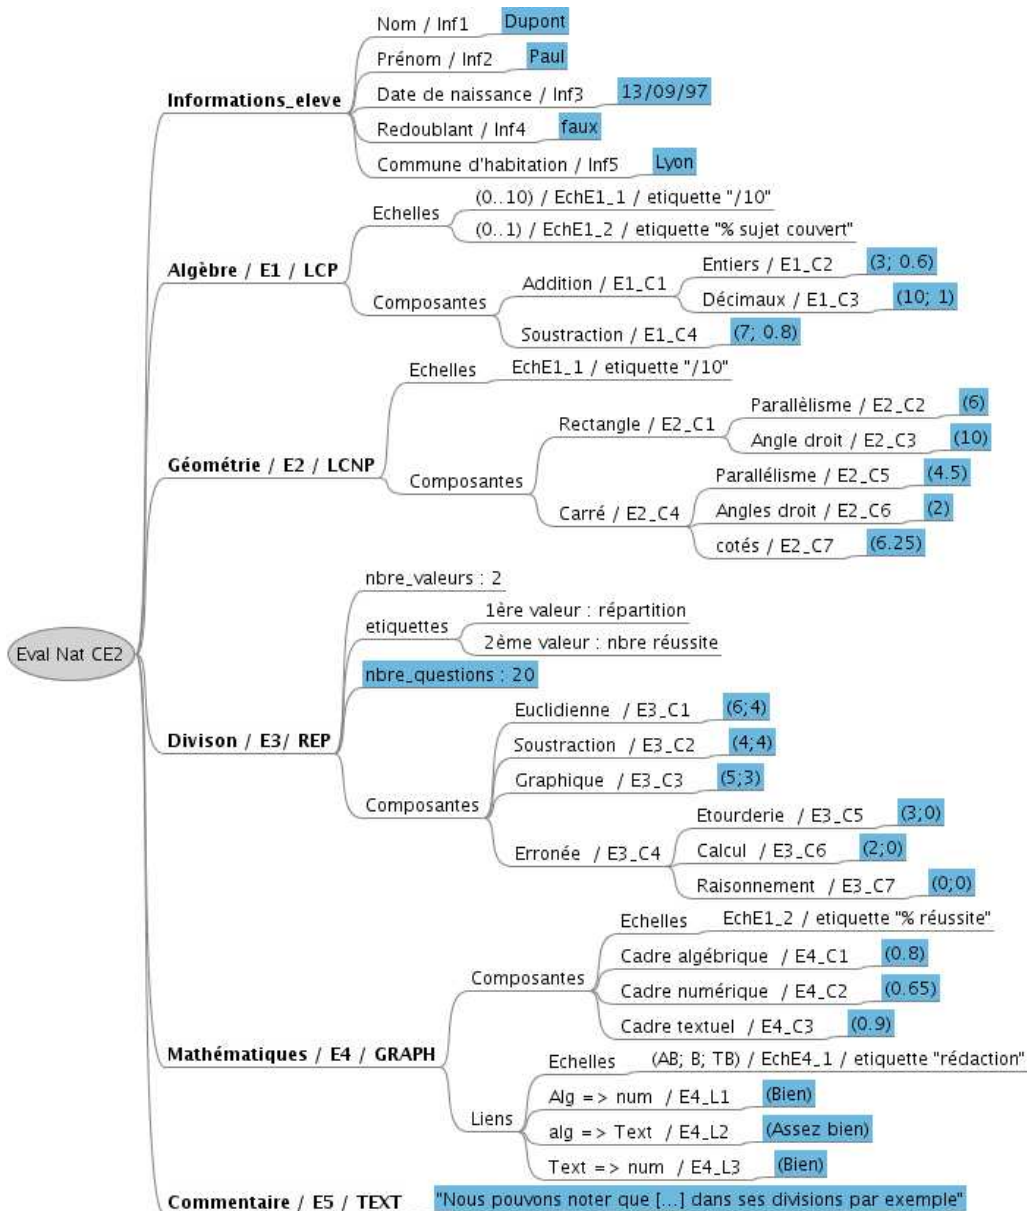 Eval Nat CE2
Informations_eleve
Nom / Inf1 Dupont
Prénom / Inf2 Paul
Date de naissance / Inf3 13/09/97
Redoublant / Inf4 faux
Commune d'habitation / Inf5 Lyon
Algèbre / E1 / LCP
Echelles
(0..10) / EchE1_1 / etiquette "/10"
(0..1) / EchE1_2 / etiquette "% sujet couvert"
Composantes
Addition / E1_C1
Entiers / E1_C2 (3; 0.6)
Décimaux / E1_C3 (10; 1)
Soustraction / E1_C4 (7; 0.8)
Géométrie / E2 / LCNP
Echelles EchE1_1 / etiquette "/10"
Composantes
Rectangle / E2_C1
Parallèlisme / E2_C2 (6)
Angle droit / E2_C3 (10)
Carré / E2_C4
Parallélisme / E2_C5 (4.5)
Angles droit / E2_C6 (2)
cotés / E2_C7 (6.25)
Divison / E3/ REP
nbre_valeurs : 2
etiquettes
1ère valeur : répartition
2ème valeur : nbre réussite
nbre_questions : 20
Composantes
Euclidienne / E3_C1 (6;4)
Soustraction / E3_C2 (4;4)
Graphique / E3_C3 (5;3)
Erronée / E3_C4
Etourderie / E3_C5 (3;0)
Calcul / E3_C6 (2;0)
Raisonnement / E3_C7 (0;0)
Mathématiques / E4 / GRAPH
Composantes
Echelles EchE1_2 / etiquette "% réussite"
Cadre algébrique / E4_C1 (0.8)
Cadre numérique / E4_C2 (0.65)
Cadre textuel / E4_C3 (0.9)
Liens
Echelles (AB; B; TB) / EchE4_1 / etiquette "rédaction"
Alg => num / E4_L1 (Bien)
alg => Text / E4_L2 (Assez bien)
Text => num / E4_L3 (Bien)
Commentaire / E5 / TEXT "Nous pouvons noter que [...] dans ses divisions par exemple"